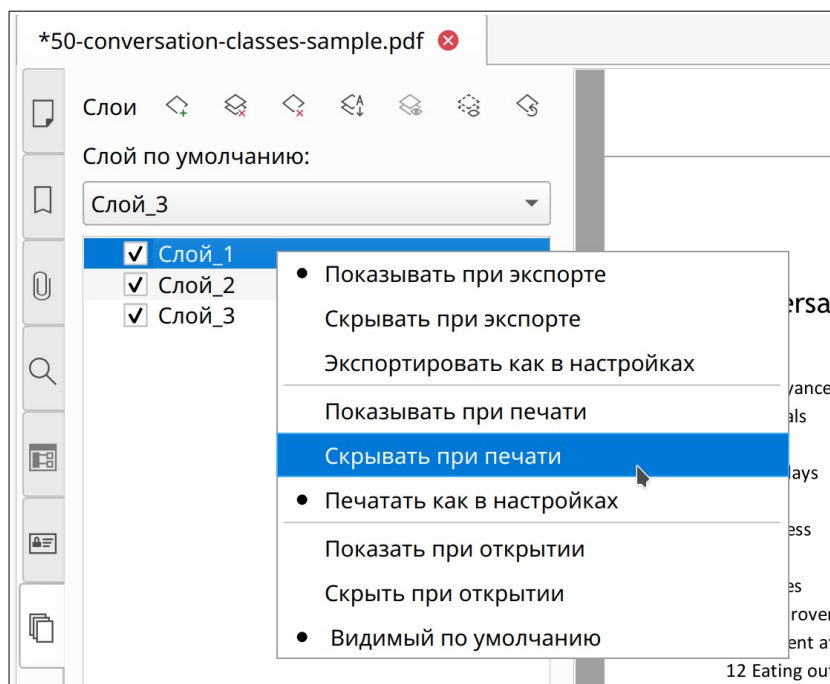 *50-conversation-classes-sample.pdf
Слои
Слой по умолчанию:
Слой_3
Слой_1
Слой_2
Слой_3
Показывать при экспорте
Скрывать при экспорте
Экспортировать как в настройках
Показывать при печати
Скрывать при печати
Печатать как в настройках
Показать при открытии
Скрыть при открытии
Видимый по умолчанию
12 Eating